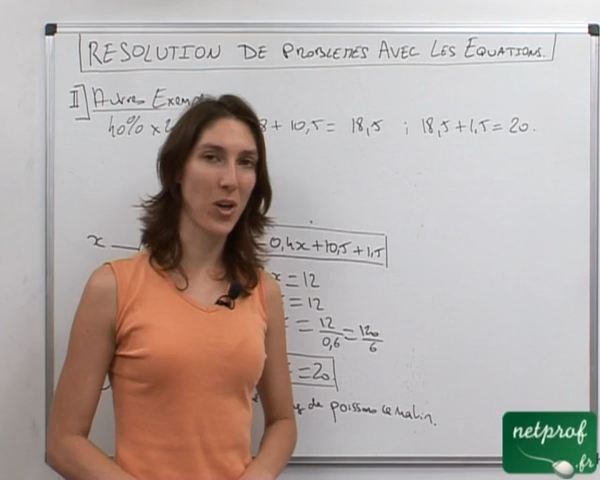 RESOLUTION DE PROBLEMES AVEC LES EQUATIONS.
II] Autres Exem
40% × 2 8 + 10,5 = 18,5 ; 18,5 + 1,5 = 20.
x 0,4x + 10,5 + 1,5
x = 12
= 12
= 12/0,6 = 120/6
= 20
de poissons ce matin.
netprof
.fr